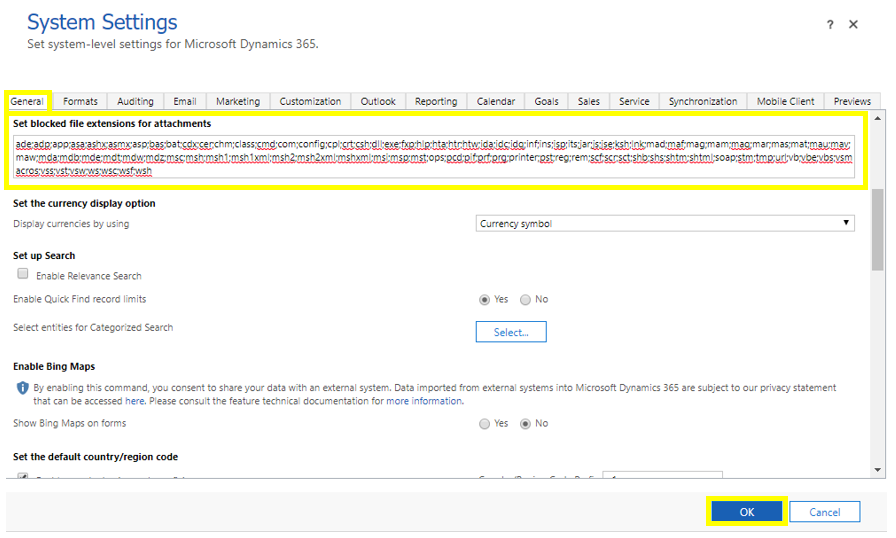 System Settings
Set system-level settings for Microsoft Dynamics 365.
? ×
General Formats Auditing Email Marketing Customization Outlook Reporting Calendar Goals Sales Service Synchronization Mobile Client Previews
Set blocked file extensions for attachments
ade;adp;app;asa;ashx;asmx;asp;bas;bat;cdx;cer;chm;class;cmd;com;config;cpl;crt;csh;dll;exe;fxp;hlp;hta;htr;htw;ida;idc;idq;inf;ins;isp;its;jar;js;jse;ksh;lnk;mad;maf;mag;mam;maq;mar;mas;mat;mau;mav;
maw;mda;mdb;mde;mdt;mdw;mdz;msc;msh;msh1;msh1xml;msh2;msh2xml;mshxml;msi;msp;mst;ops;pcd;pif;prf;prg;printer;pst;reg;rem;scf;scr;sct;shb;shs;shtm;shtml;soap;stm;tmp;url;vb;vbe;vbs;vsm
acros;vss;vst;vsw;ws;wsc;wsf;wsh
Set the currency display option
Display currencies by using Currency symbol
Set up Search
Enable Relevance Search
Enable Quick Find record limits Yes No
Select entities for Categorized Search Select...
Enable Bing Maps
By enabling this command, you consent to share your data with an external system. Data imported from external systems into Microsoft Dynamics 365 are subject to our privacy statement
that can be accessed here. Please consult the feature technical documentation for more information.
Show Bing Maps on forms Yes No
Set the default country/region code
OK Cancel